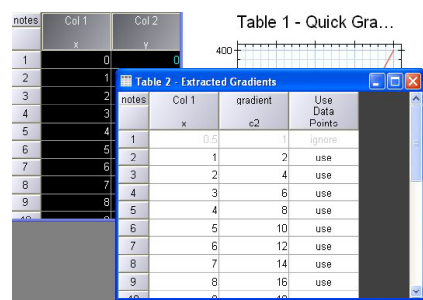 notes Col 1 Col 2
x y
1 0 0
2 1
3 2
4 3
5 4
6 5
7 6
8 7
9 8
Table 1 - Quick Gra...
400
Table 2 - Extracted Gradients
notes Col 1 gradient Use
Data
x c2 Points
1 0.5 1 ignore
2 1 2 use
3 2 4 use
4 3 6 use
5 4 8 use
6 5 10 use
7 6 12 use
8 7 14 use
9 8 16 use